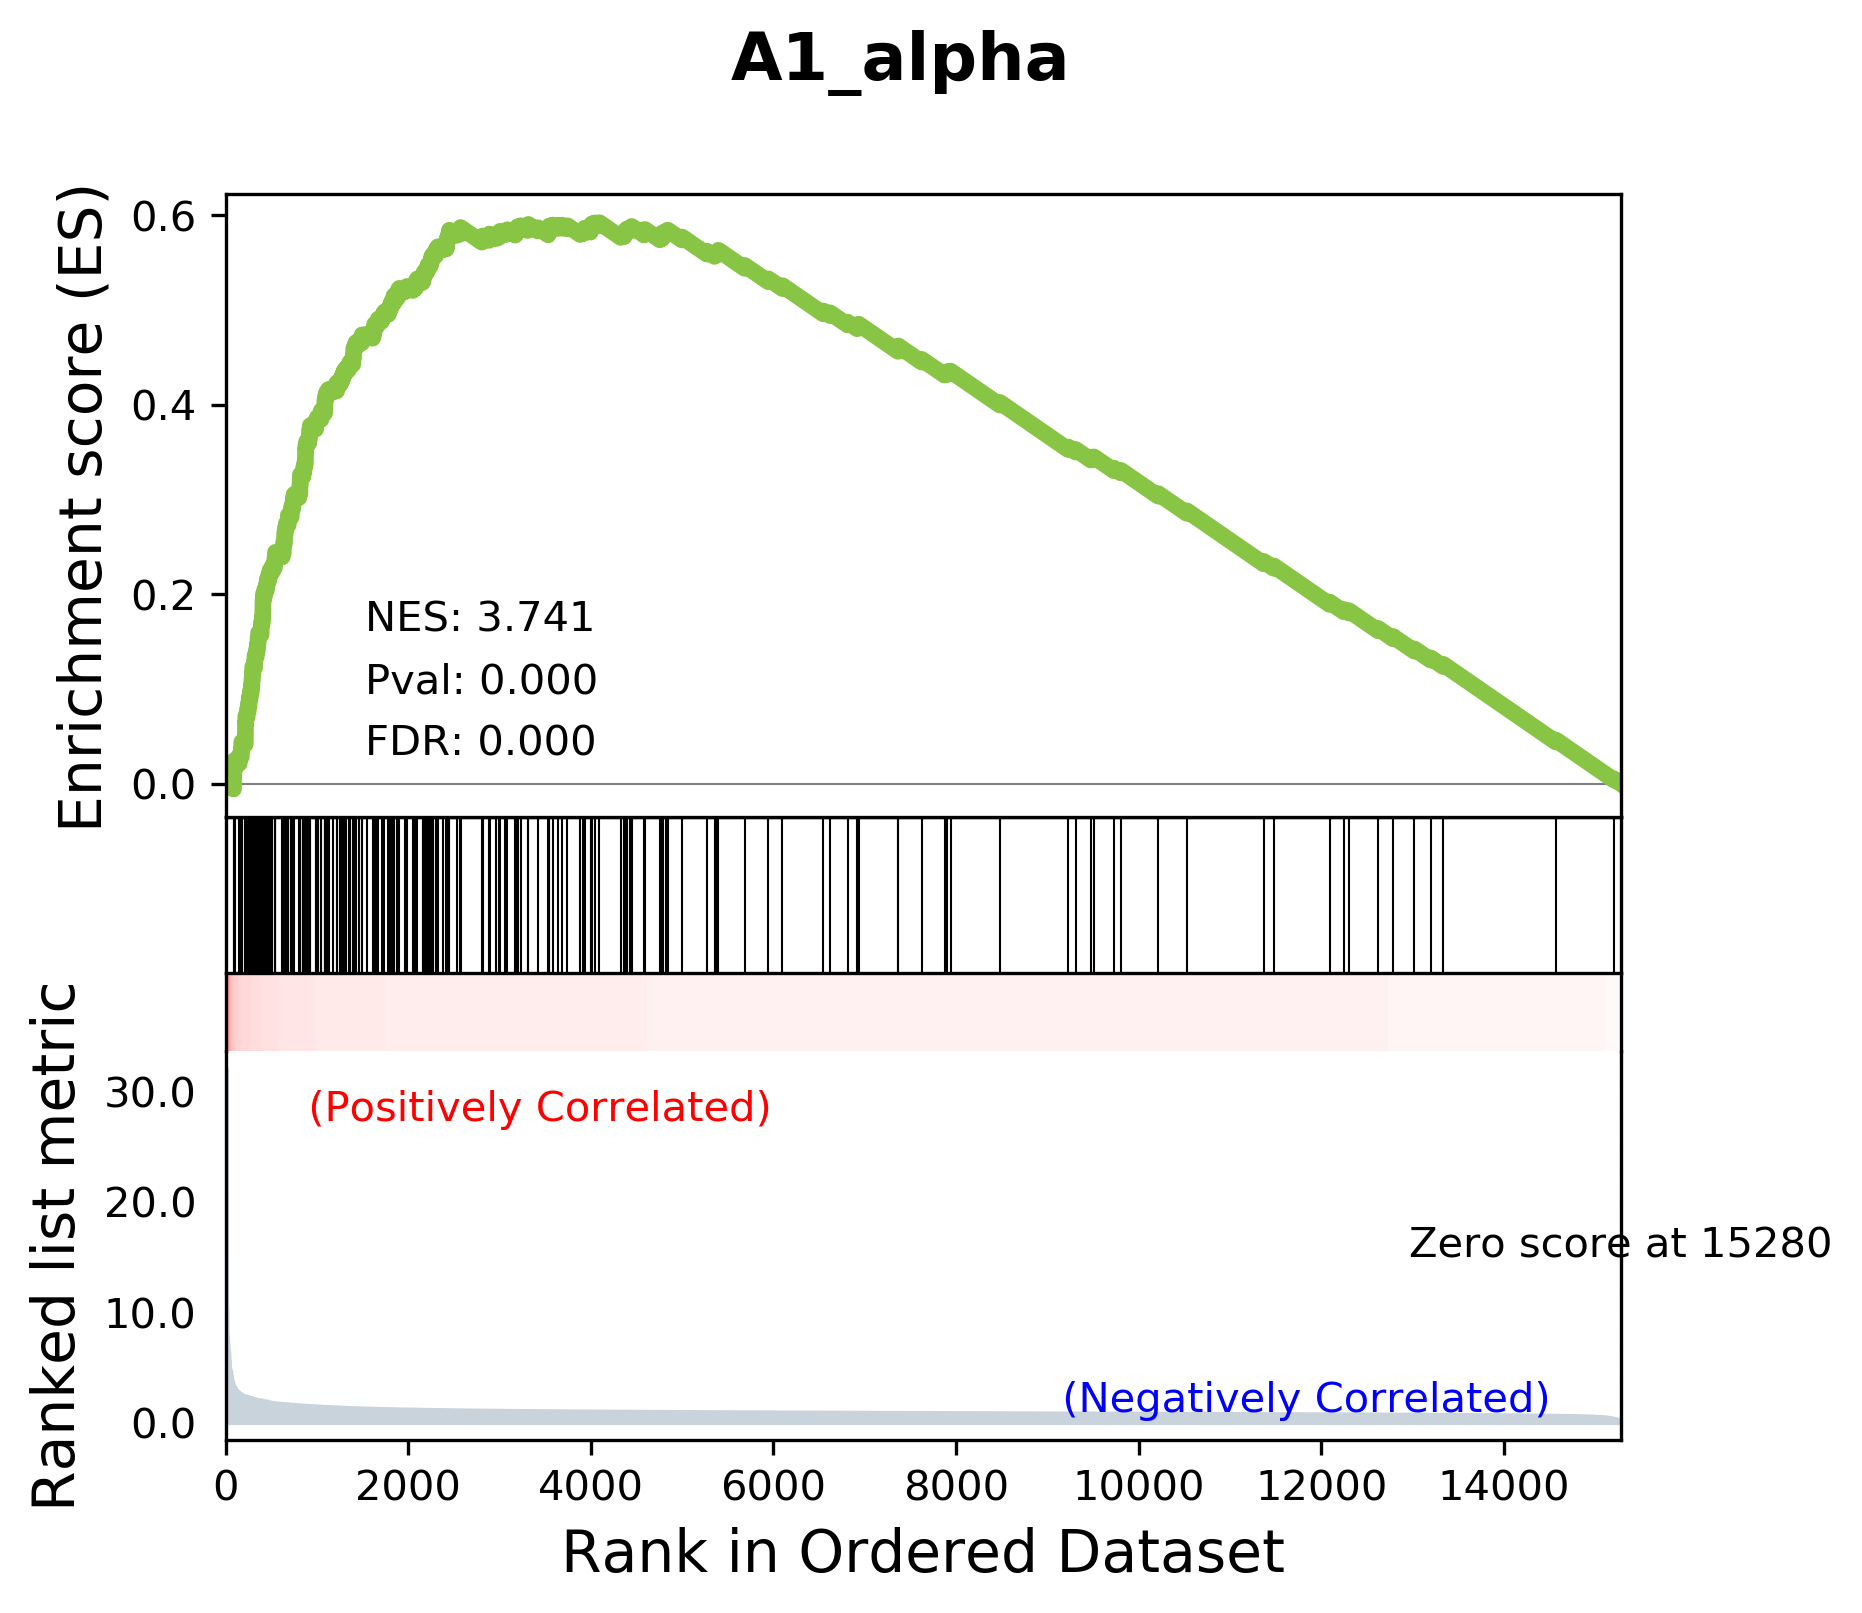 A1_alpha
Enrichment score (ES)
0.6
0.4
0.2
0.0
NES: 3.741
Pval: 0.000
FDR: 0.000
Ranked list metric
30.0
20.0
10.0
0.0
(Positively Correlated)
Zero score at 15280
(Negatively Correlated)
0 2000 4000 6000 8000 10000 12000 14000
Rank in Ordered Dataset